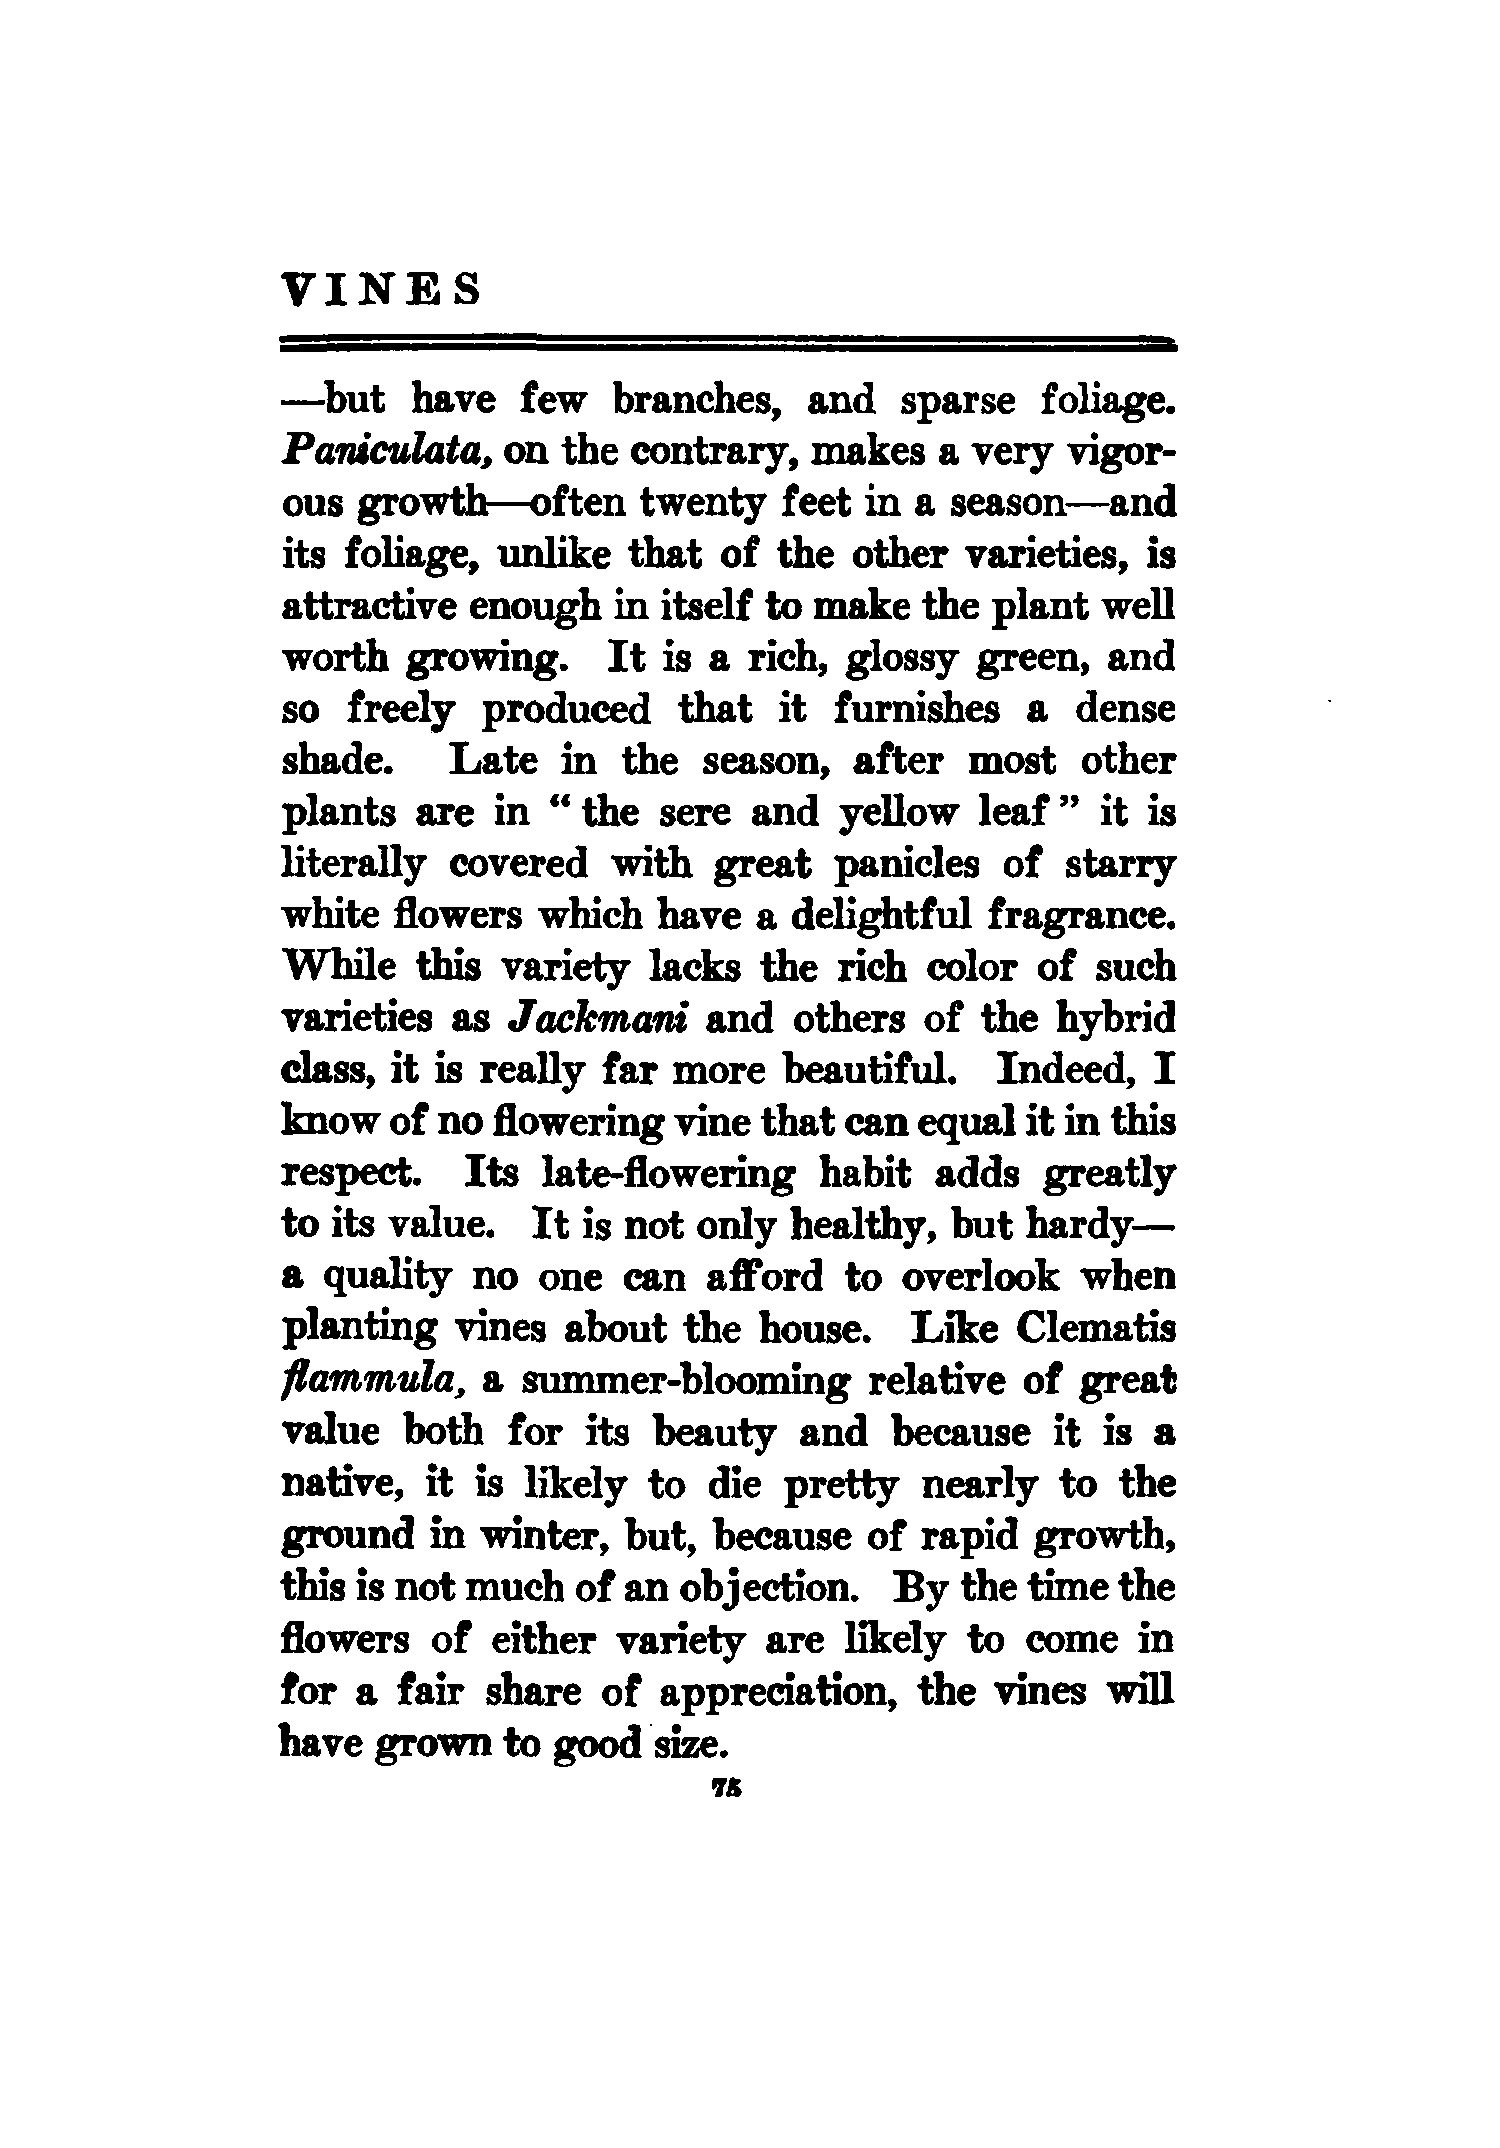 VINES
—but have few branches, and sparse foliage.
Paniculata, on the contrary, makes a very vigor-
ous growth—often twenty feet in a season—and
its foliage, unlike that of the other varieties, is
attractive enough in itself to make the plant well
worth growing. It is a rich, glossy green, and
so freely produced that it furnishes a dense
shade. Late in the season, after most other
plants are in “ the sere and yellow leaf ” it is
literally covered with great panicles of starry
white flowers which have a delightful fragrance.
While this variety lacks the rich color of such
varieties as Jackmani and others of the hybrid
class, it is really far more beautiful. Indeed, I
know of no flowering vine that can equal it in this
respect. Its late-flowering habit adds greatly
to its value. It is not only healthy, but hardy—
a quality no one can afford to overlook when
planting vines about the house. Like Clematis
flammula, a summer-blooming relative of great
value both for its beauty and because it is a
native, it is likely to die pretty nearly to the
ground in winter, but, because of rapid growth,
this is not much of an objection. By the time the
flowers of either variety are likely to come in
for a fair share of appreciation, the vines will
have grown to good size.
75